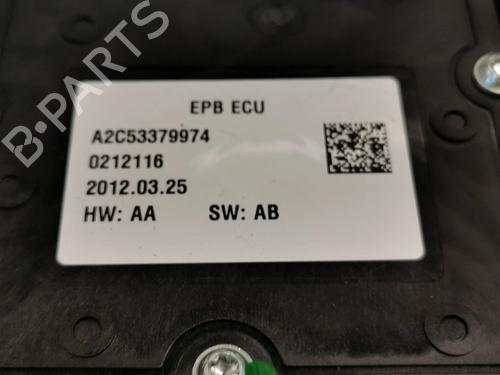 B-PARTS
EPB ECU
A2C53379974
0212116
2012.03.25
HW: AA SW: AB